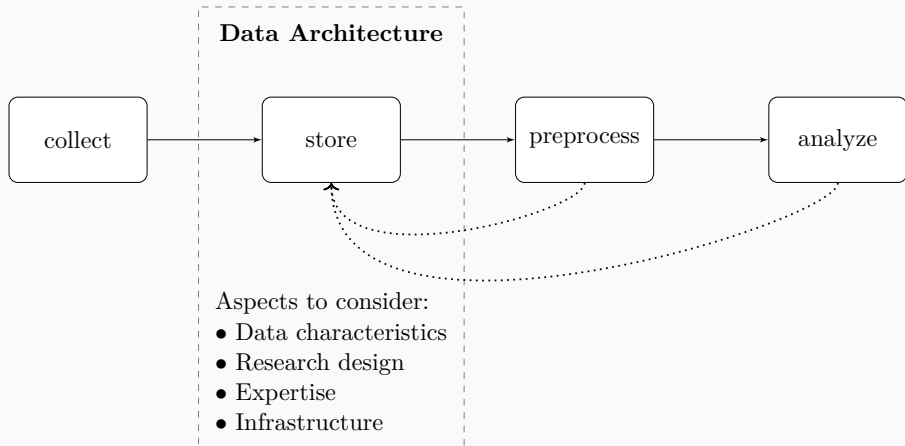 Data Architecture
collect
store
preprocess
analyze
Aspects to consider:
• Data characteristics
• Research design
• Expertise
• Infrastructure